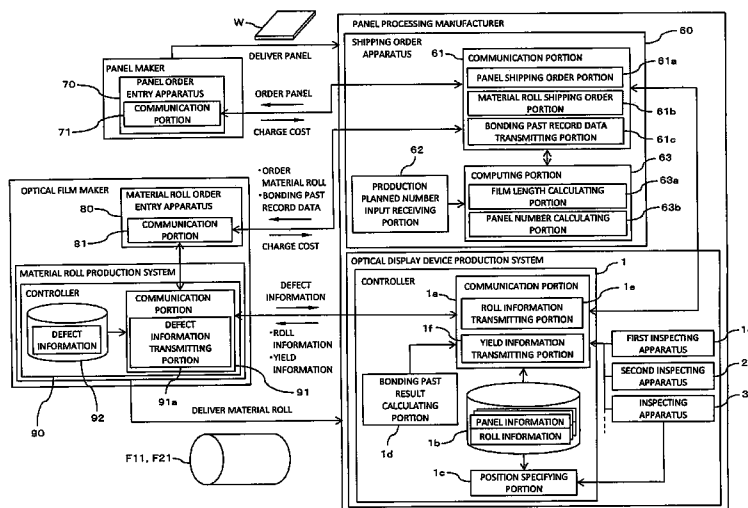 W
DELIVER PANEL
PANEL MAKER
70
PANEL ORDER
ENTRY APPARATUS
COMMUNICATION
PORTION
71
ORDER PANEL
CHARGE COST
PANEL PROCESSING MANUFACTURER
SHIPPING ORDER
APPARATUS
60
61
COMMUNICATION PORTION
PANEL SHIPPING ORDER PORTION
61a
MATERIAL ROLL SHIPPING ORDER
PORTION
61b
BONDING PAST RECORD DATA
TRANSMITTING PORTION
61c
62
PRODUCTION
PLANNED NUMBER
INPUT RECEIVING
PORTION
COMPUTING PORTION
63
FILM LENGTH CALCULATING
PORTION
63a
PANEL NUMBER CALCULATING
PORTION
63b
OPTICAL FILM MAKER
80
MATERIAL ROLL ORDER
ENTRY APPARATUS
COMMUNICATION
PORTION
81
•ORDER
MATERIAL ROLL
•BONDING PAST
RECORD DATA
CHARGE COST
MATERIAL ROLL PRODUCTION SYSTEM
CONTROLLER
DEFECT
INFORMATION
92
90
COMMUNICATION
PORTION
DEFECT
INFORMATION
TRANSMITTING
PORTION
91a
91
DEFECT
INFORMATION
•ROLL
INFORMATION
•YIELD
INFORMATION
DELIVER MATERIAL ROLL
F11, F21
OPTICAL DISPLAY DEVICE PRODUCTION SYSTEM
CONTROLLER
1
COMMUNICATION PORTION
1a
ROLL INFORMATION
TRANSMITTING PORTION
1e
1f
YIELD INFORMATION
TRANSMITTING PORTION
BONDING PAST
RESULT
CALCULATING
PORTION
1d
PANEL INFORMATION
ROLL INFORMATION
1b
1c
POSITION SPECIFYING
PORTION
FIRST INSPECTING
APPARATUS
SECOND INSPECTING
APPARATUS
INSPECTING
APPARATUS